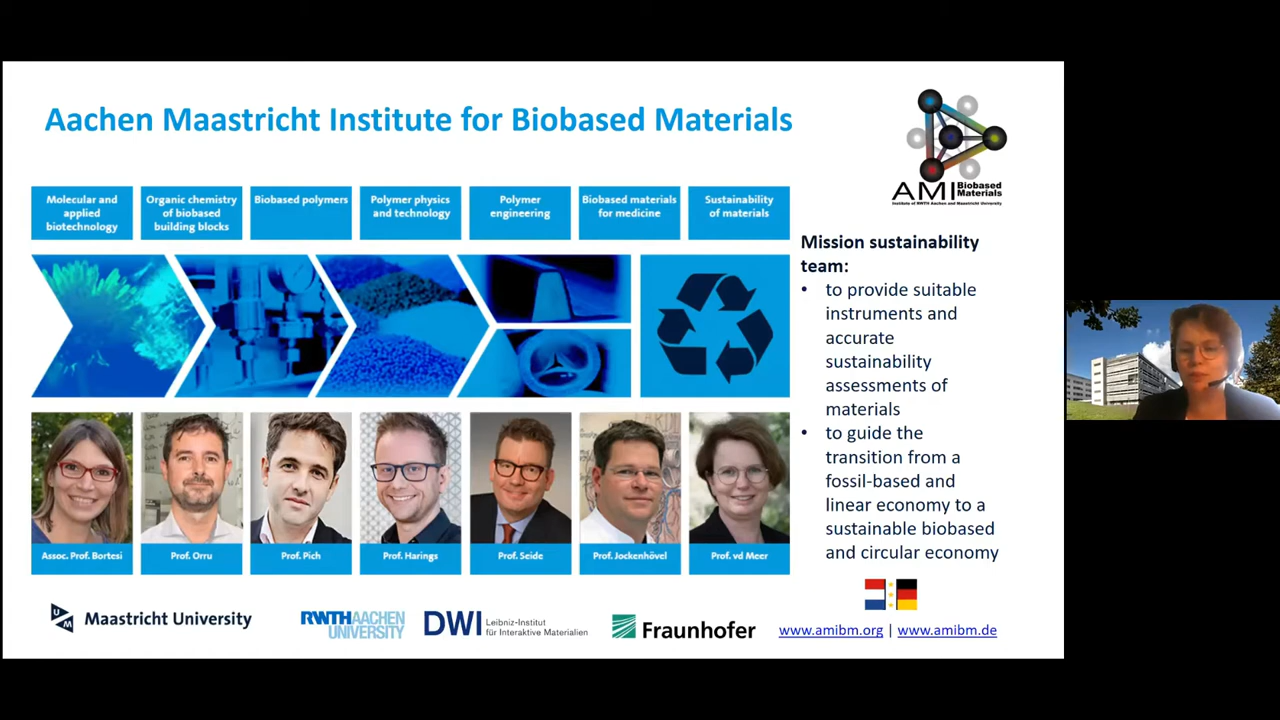 Aachen Maastricht Institute for Biobased Materials
AMI Biobased Materials
Institute of RWTH Aachen and Maastricht University
Molecular and
applied
biotechnology
Organic chemistry
of biobased
building blocks
Biobased polymers
Polymer physics
and technology
Polymer
engineering
Biobased materials
for medicine
Sustainability
of materials
Mission sustainability
team:
• to provide suitable
instruments and
accurate
sustainability
assessments of
materials
• to guide the
transition from a
fossil-based and
linear economy to a
sustainable biobased
and circular economy
Assoc. Prof. Bortesi
Prof. Orru
Prof. Pich
Prof. Harings
Prof. Seide
Prof. Jockenhövel
Prof. vd Meer
UM Maastricht University
RWTH AACHEN
UNIVERSITY
DWI Leibniz-Institut
für Interaktive Materialien
Fraunhofer
www.amibm.org | www.amibm.de